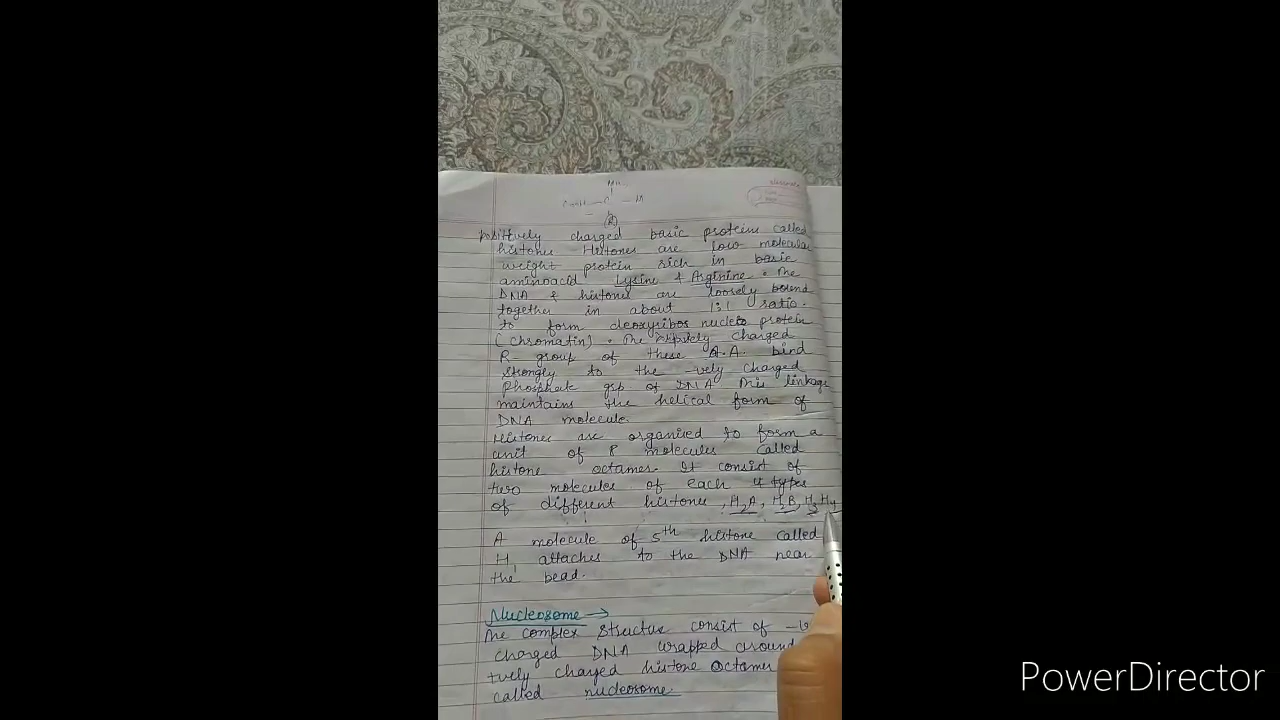 positively charged basic protein called
histones. Histones are low molecular
weight protein rich in basic
aminoacid Lysine & Arginine. The
DNA & histones are loosely bound
together in about 1:1 ratio.
to form deoxyribos nucleo protein
(chromatin). The charged
R- group of these A.A. bind
strongly to the -vely charged
Phosphate grp of DNA This linkage
maintains the helical form of
DNA molecule.
Histones are organised to form a
unit of 8 molecules called
histone octamer. It consist of
two molecules of each 4 types
of different histones, H2A, H2B, H3 H4
A molecule of 5th histone called
H1 attaches to the DNA near
the bead.
Nucleosome →
The complex structure consist of
charged DNA wrapped around
tvely charged histone octamer
called nucleosome.
PowerDirector